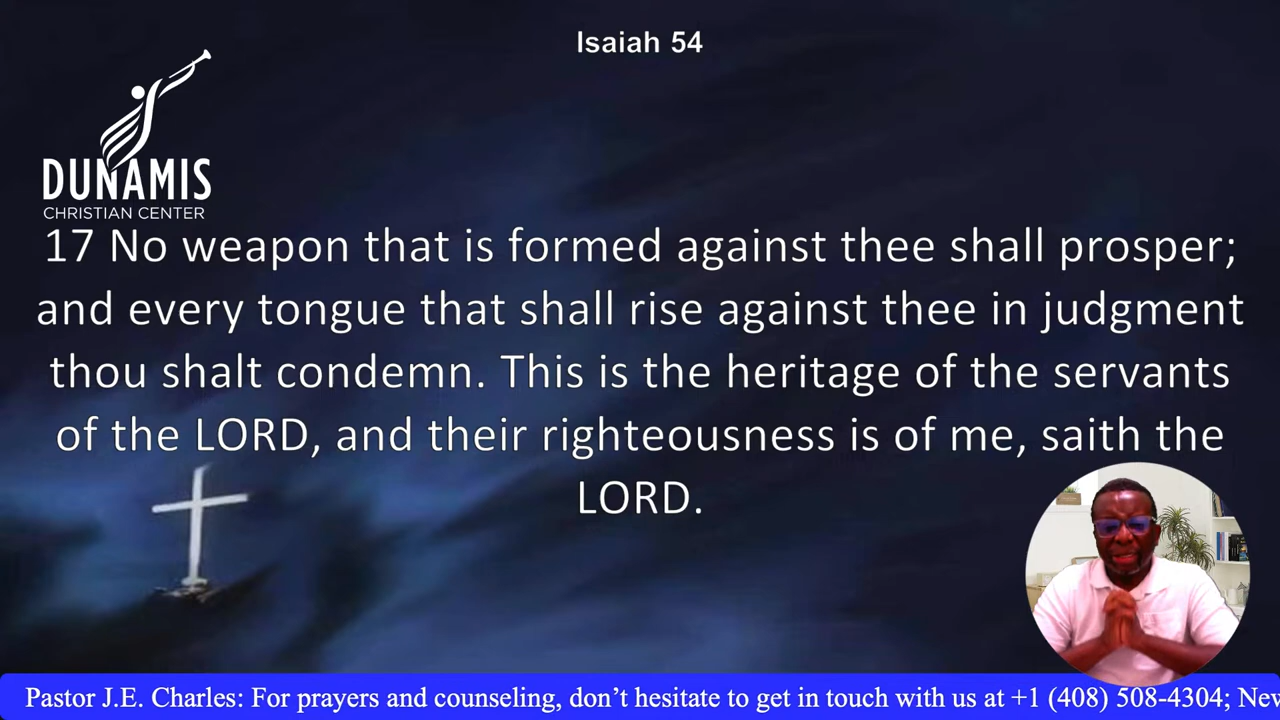 Isaiah 54
DUNAMIS
CHRISTIAN CENTER
17 No weapon that is formed against thee shall prosper;
and every tongue that shall rise against thee in judgment
thou shalt condemn. This is the heritage of the servants
of the LORD, and their righteousness is of me, saith the
LORD.
Pastor J.E. Charles: For prayers and counseling, don’t hesitate to get in touch with us at +1 (408) 508-4304;